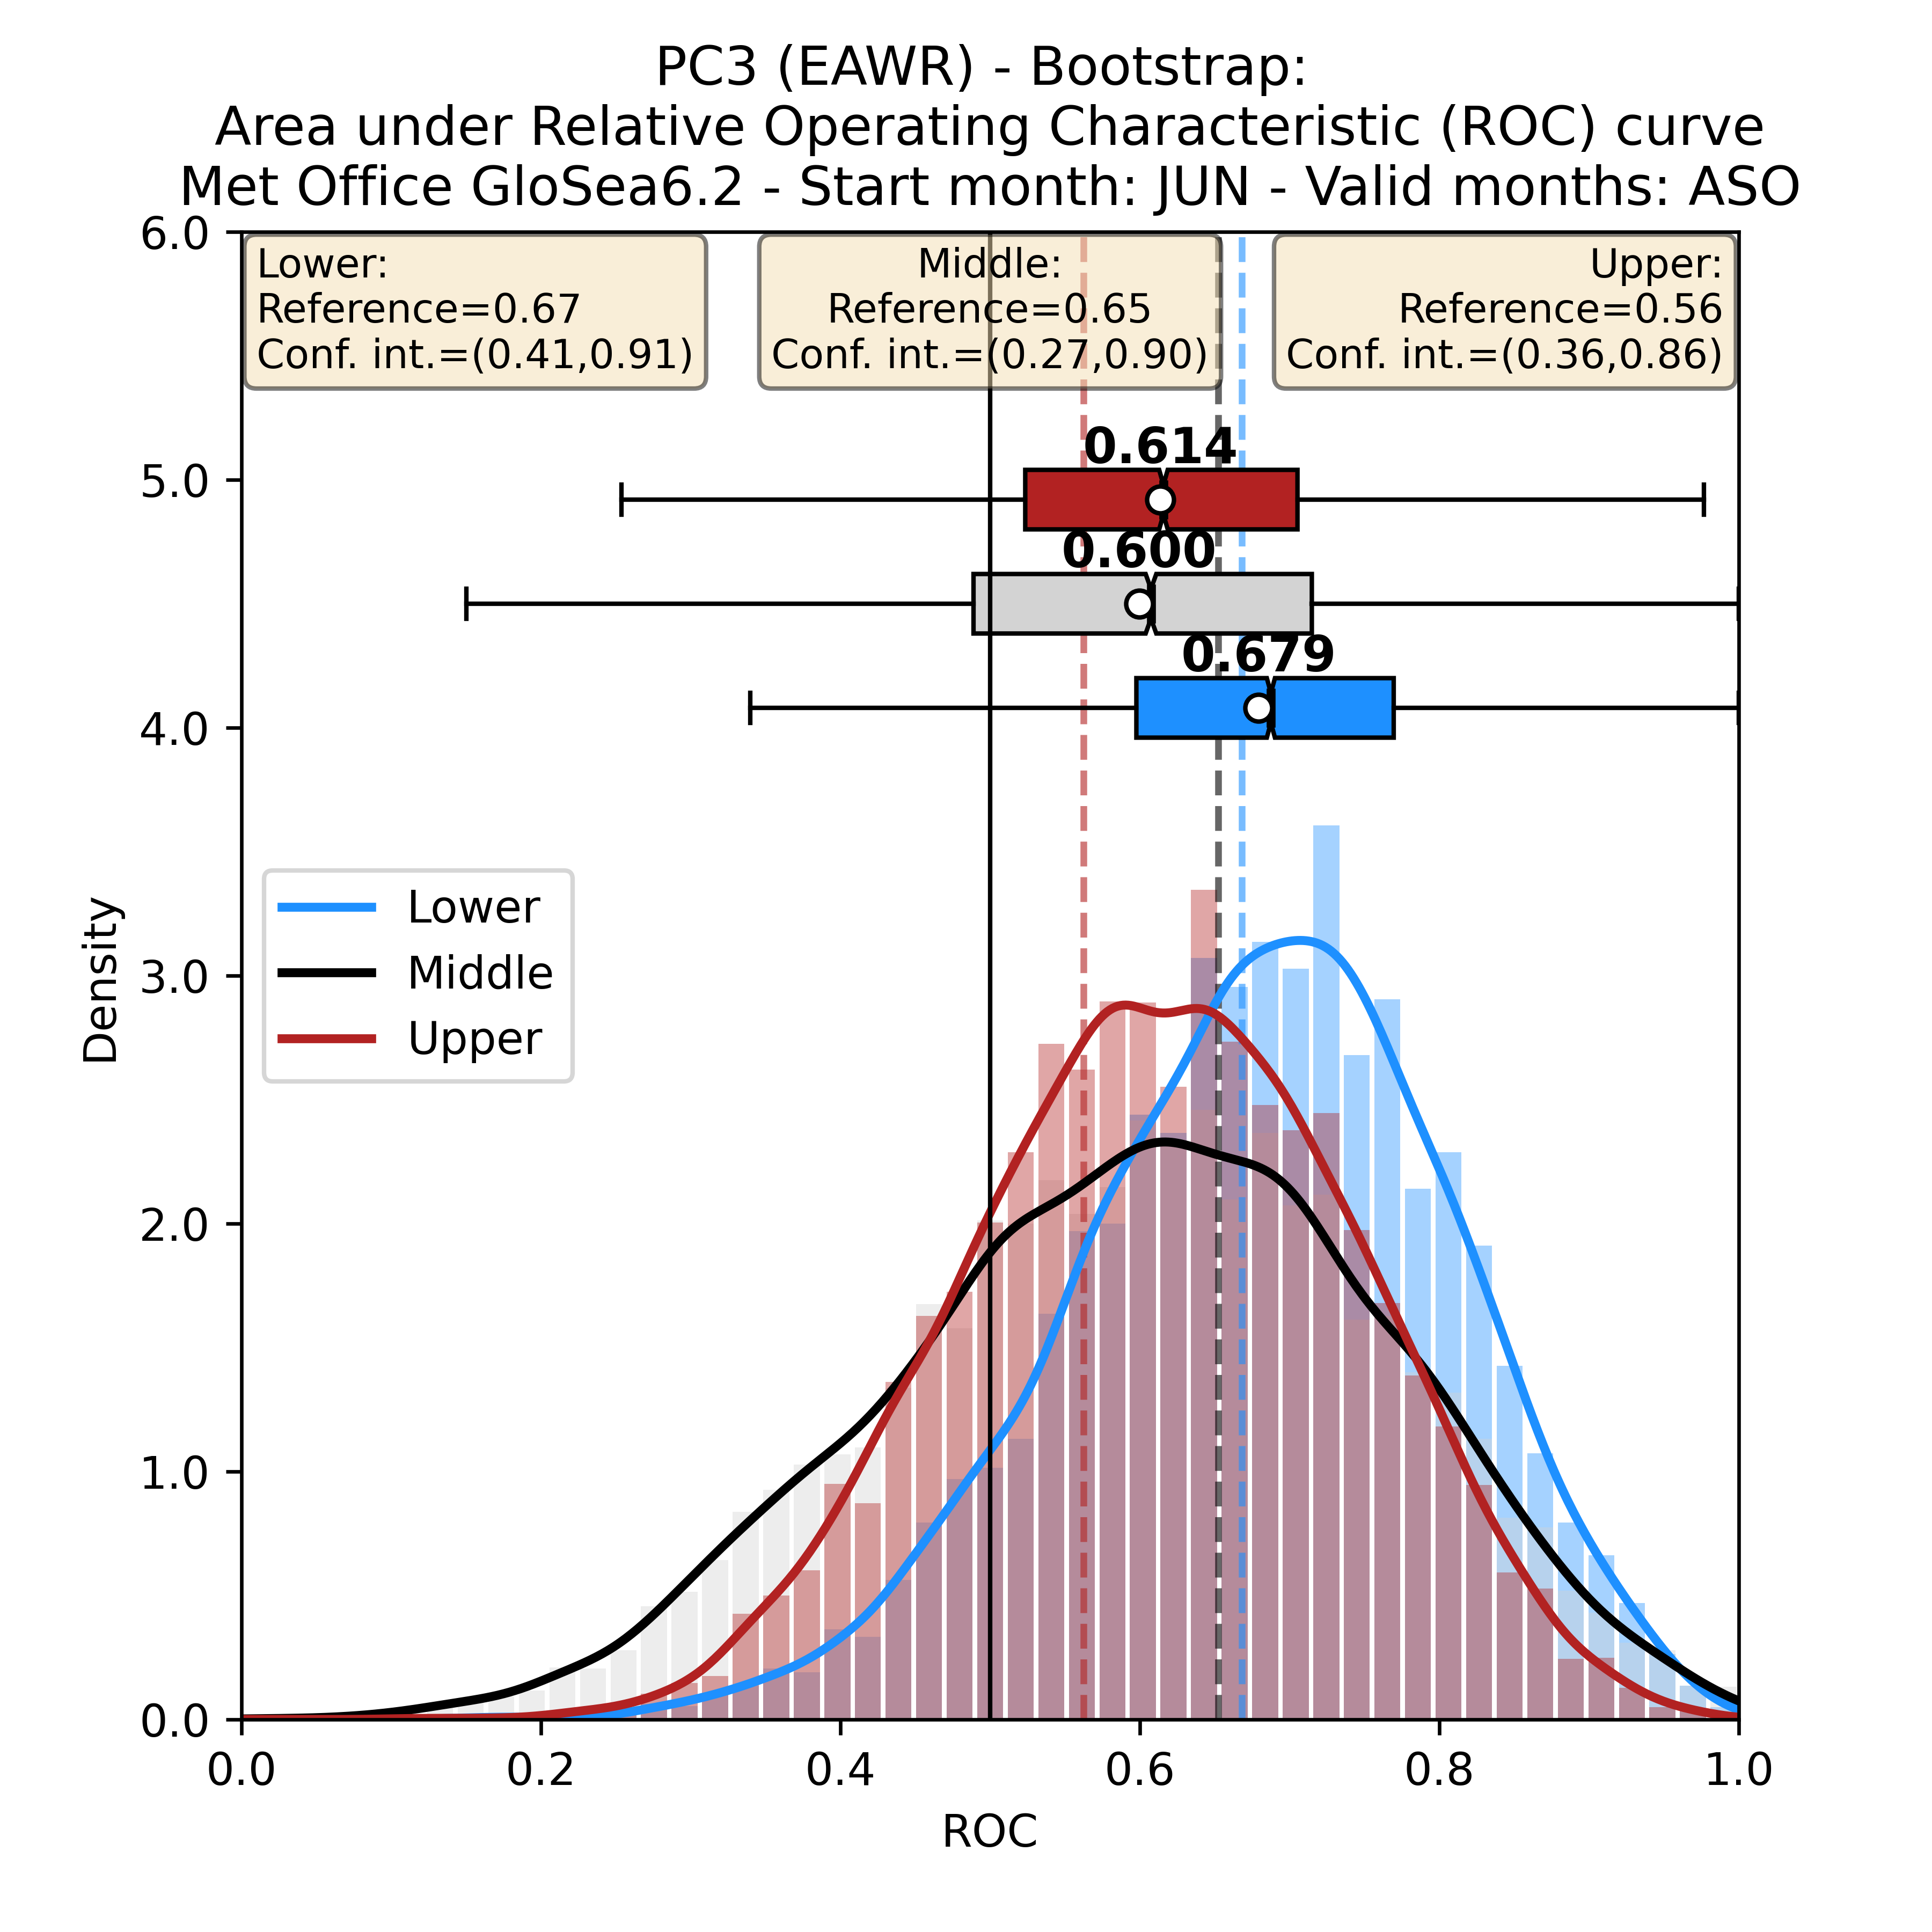 PC3 (EAWR) - Bootstrap:
Area under Relative Operating Characteristic (ROC) curve
Met Office GloSea6.2 - Start month: JUN - Valid months: ASO
Lower:
Reference=0.67
Conf. int.=(0.41,0.91)
Middle:
Reference=0.65
Conf. int.=(0.27,0.90)
Upper:
Reference=0.56
Conf. int.=(0.36,0.86)
0.614
0.600
0.679
Lower
Middle
Upper
Density
6.0
5.0
4.0
3.0
2.0
1.0
0.0
0.0 0.2 0.4 0.6 0.8 1.0
ROC